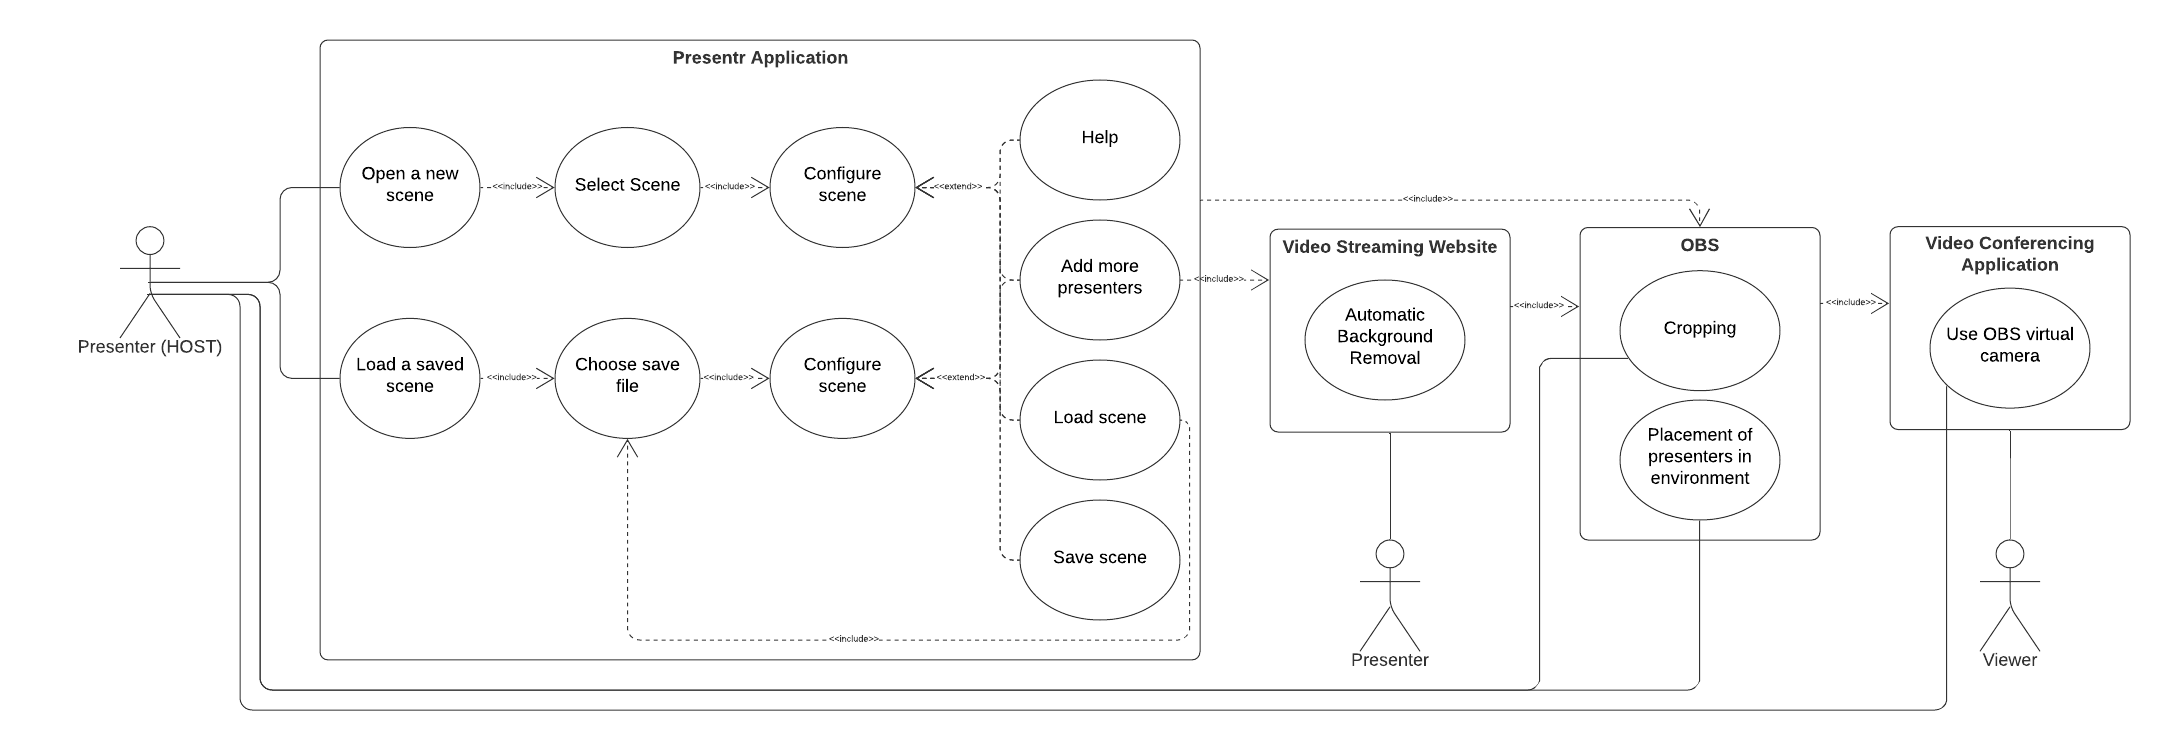 Presentr Application
Help
Open a new
scene
<<include>>
Select Scene
<<include>>
Configure
scene
<<extend>>
<<include>>
Add more
presenters
<<include>>
Video Streaming Website
Automatic
Background
Removal
<<include>>
OBS
Cropping
Placement of
presenters in
environment
<<include>>
Video Conferencing
Application
Use OBS virtual
camera
Presenter (HOST)
Load a saved
scene
<<include>>
Choose save
file
<<include>>
Configure
scene
<<extend>>
Load scene
Save scene
<<include>>
Presenter
Viewer